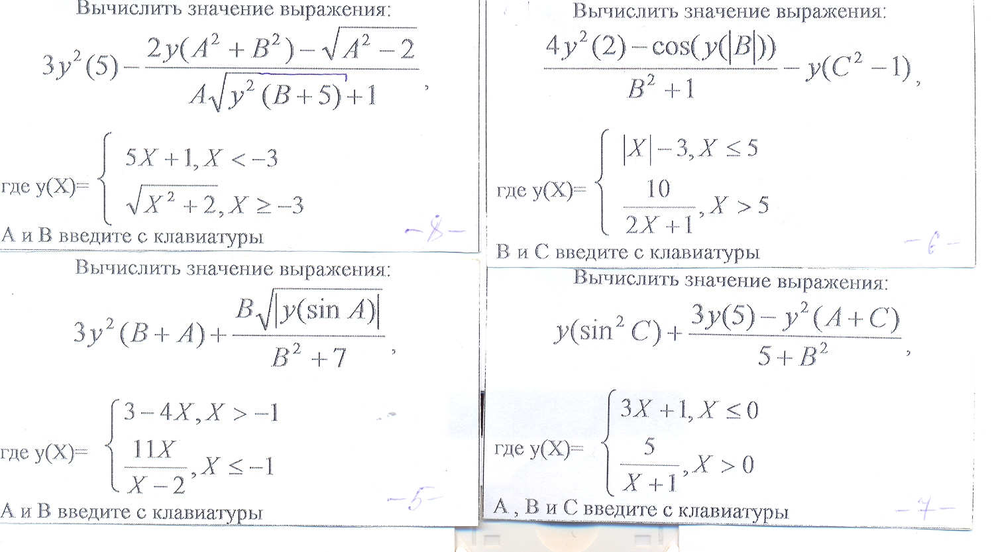 Вычислить значение выражения:
3y²(5) − (2y(A² + B²) − √(A² − 2)) / (A√(y²(B + 5)) + 1) ,
где y(X)= { 5X + 1, X < −3
√(X² + 2), X ≥ −3
А и В введите с клавиатуры
-8-
Вычислить значение выражения:
(4y²(2) − cos(y(|B|))) / (B² + 1) − y(C² − 1) ,
где y(X)= { |X| − 3, X ≤ 5
10 / (2X + 1) , X > 5
В и С введите с клавиатуры
-6-
Вычислить значение выражения:
3y²(B + A) + (B√|y(sin A)|) / (B² + 7) ,
где y(X)= { 3 − 4X, X > −1
11X / (X − 2) , X ≤ −1
А и В введите с клавиатуры
-5-
Вычислить значение выражения:
y(sin² C) + (3y(5) − y²(A + C)) / (5 + B²) ,
где y(X)= { 3X + 1, X ≤ 0
5 / (X + 1) , X > 0
А , В и С введите с клавиатуры
-7-